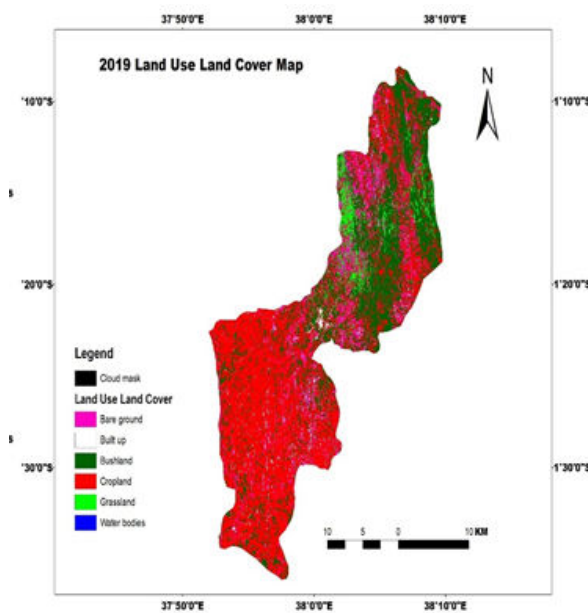 37°50'0"E 38°0'0"E 38°10'0"E
2019 Land Use Land Cover Map
N
°10'0"S 1°10'0"S
°20'0"S 1°20'0"S
Legend
Cloud mask
Land Use Land Cover
Bare ground
Built up
Bushland
Cropland
Grassland
Water bodies
°30'0"S 1°30'0"S
10 5 0 10 KM
37°50'0"E 38°0'0"E 38°10'0"E